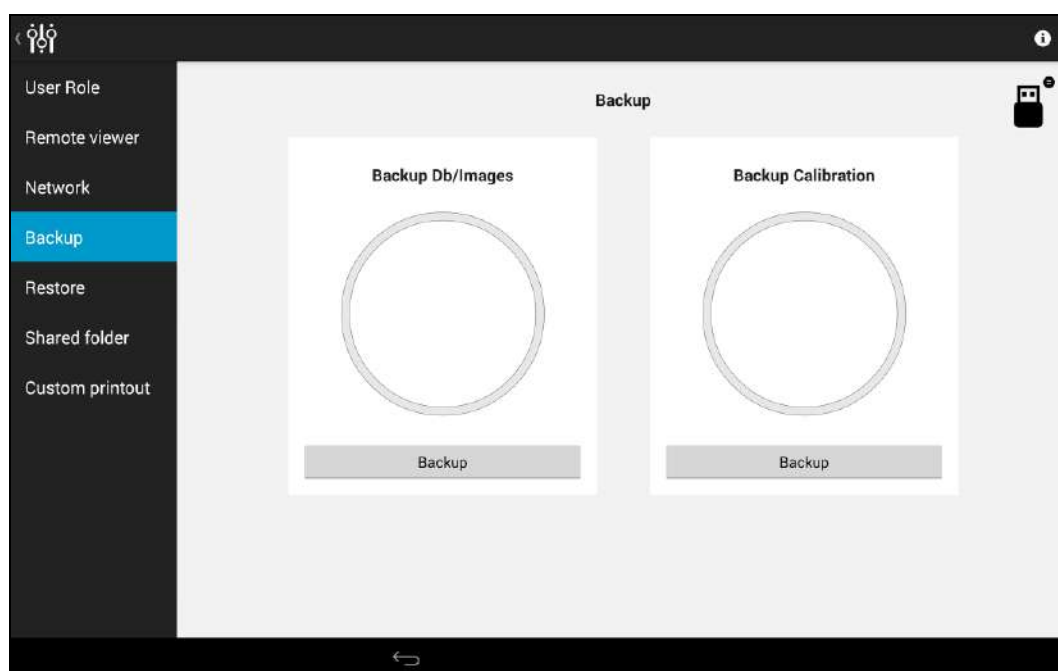 User Role
Remote viewer
Network
Backup
Restore
Shared folder
Custom printout
Backup
Backup Db/Images
Backup Calibration
Backup
Backup